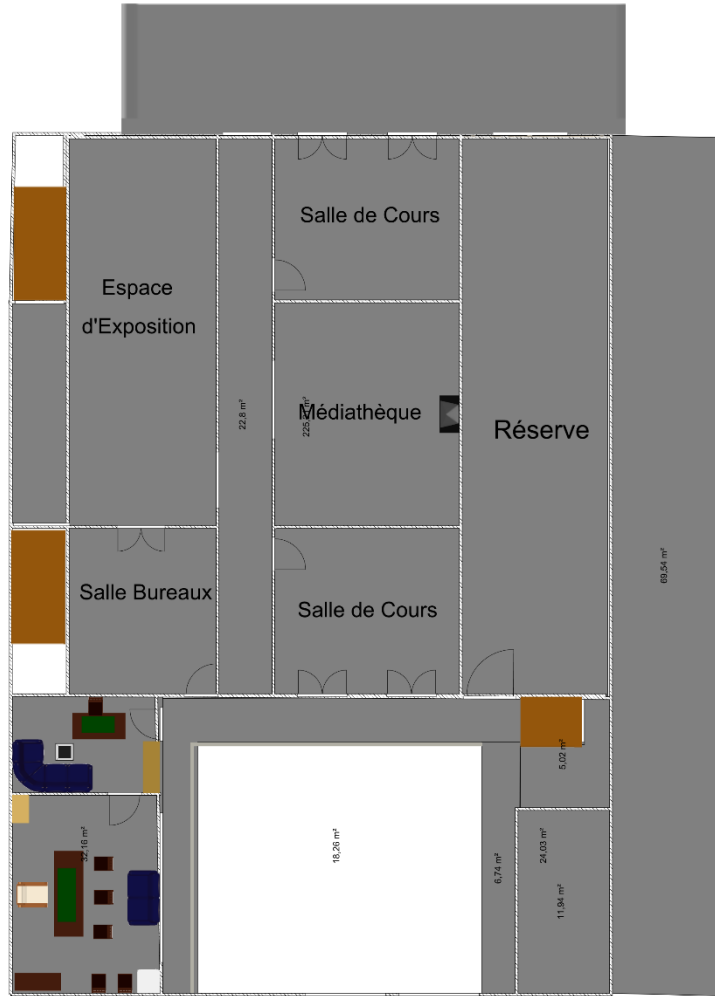 Salle de Cours
Espace
d'Exposition
22,8 m²
Médiathèque
Réserve
69,54 m²
Salle Bureaux
Salle de Cours
5,02 m²
32,16 m²
18,26 m²
6,74 m²
24,03 m²
11,94 m²